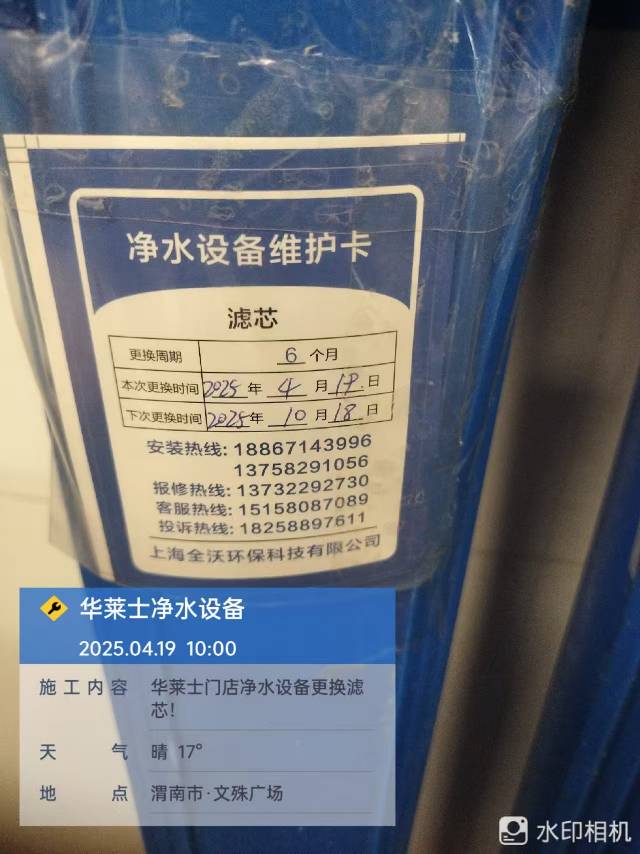 净水设备维护卡
滤芯
更换周期 6 个月
本次更换时间 2025 年 4 月 19 日
下次更换时间 2025 年 10 月 18 日
安装热线: 18867143996
13758291056
报修热线: 13732292730
客服热线: 15158087089
投诉热线: 18258897611
上海全沃环保科技有限公司
华莱士净水设备
2025.04.19 10:00
施工内容 华莱士门店净水设备更换滤
芯!
天 气 晴 17°
地 点 渭南市·文殊广场
水印相机